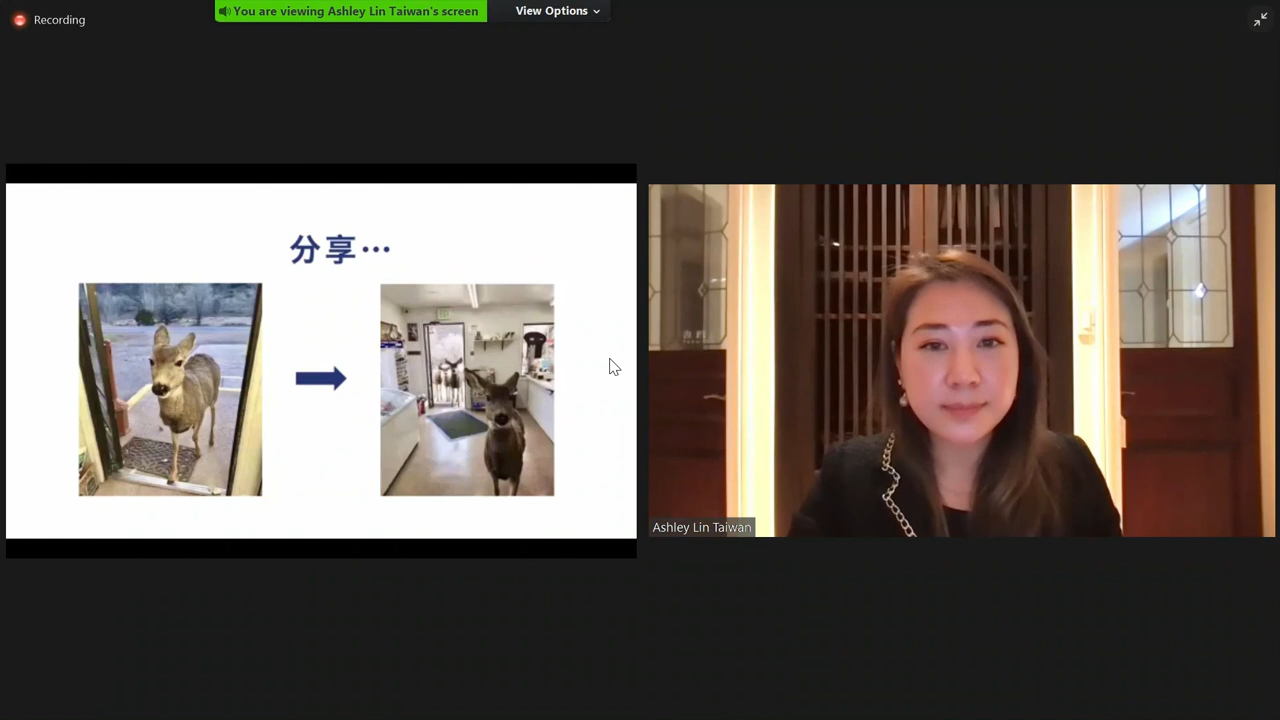 Recording
You are viewing Ashley Lin Taiwan's screen
View Options
分享⋯
Ashley Lin Taiwan